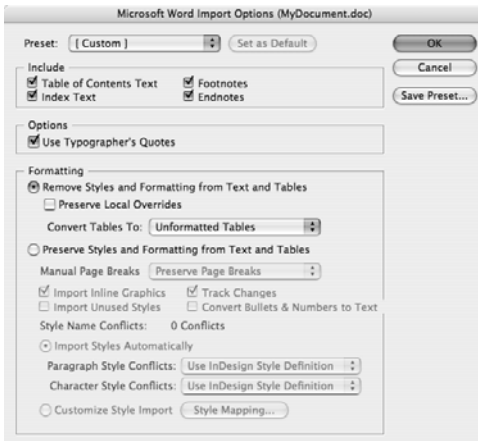 Microsoft Word Import Options (MyDocument.doc)
Preset: [ Custom ] Set as Default OK
Include Cancel
Table of Contents Text Footnotes
Index Text Endnotes Save Preset...
Options
Use Typographer's Quotes
Formatting
Remove Styles and Formatting from Text and Tables
Preserve Local Overrides
Convert Tables To: Unformatted Tables
Preserve Styles and Formatting from Text and Tables
Manual Page Breaks Preserve Page Breaks
Import Inline Graphics Track Changes
Import Unused Styles Convert Bullets & Numbers to Text
Style Name Conflicts: 0 Conflicts
Import Styles Automatically
Paragraph Style Conflicts: Use InDesign Style Definition
Character Style Conflicts: Use InDesign Style Definition
Customize Style Import Style Mapping...